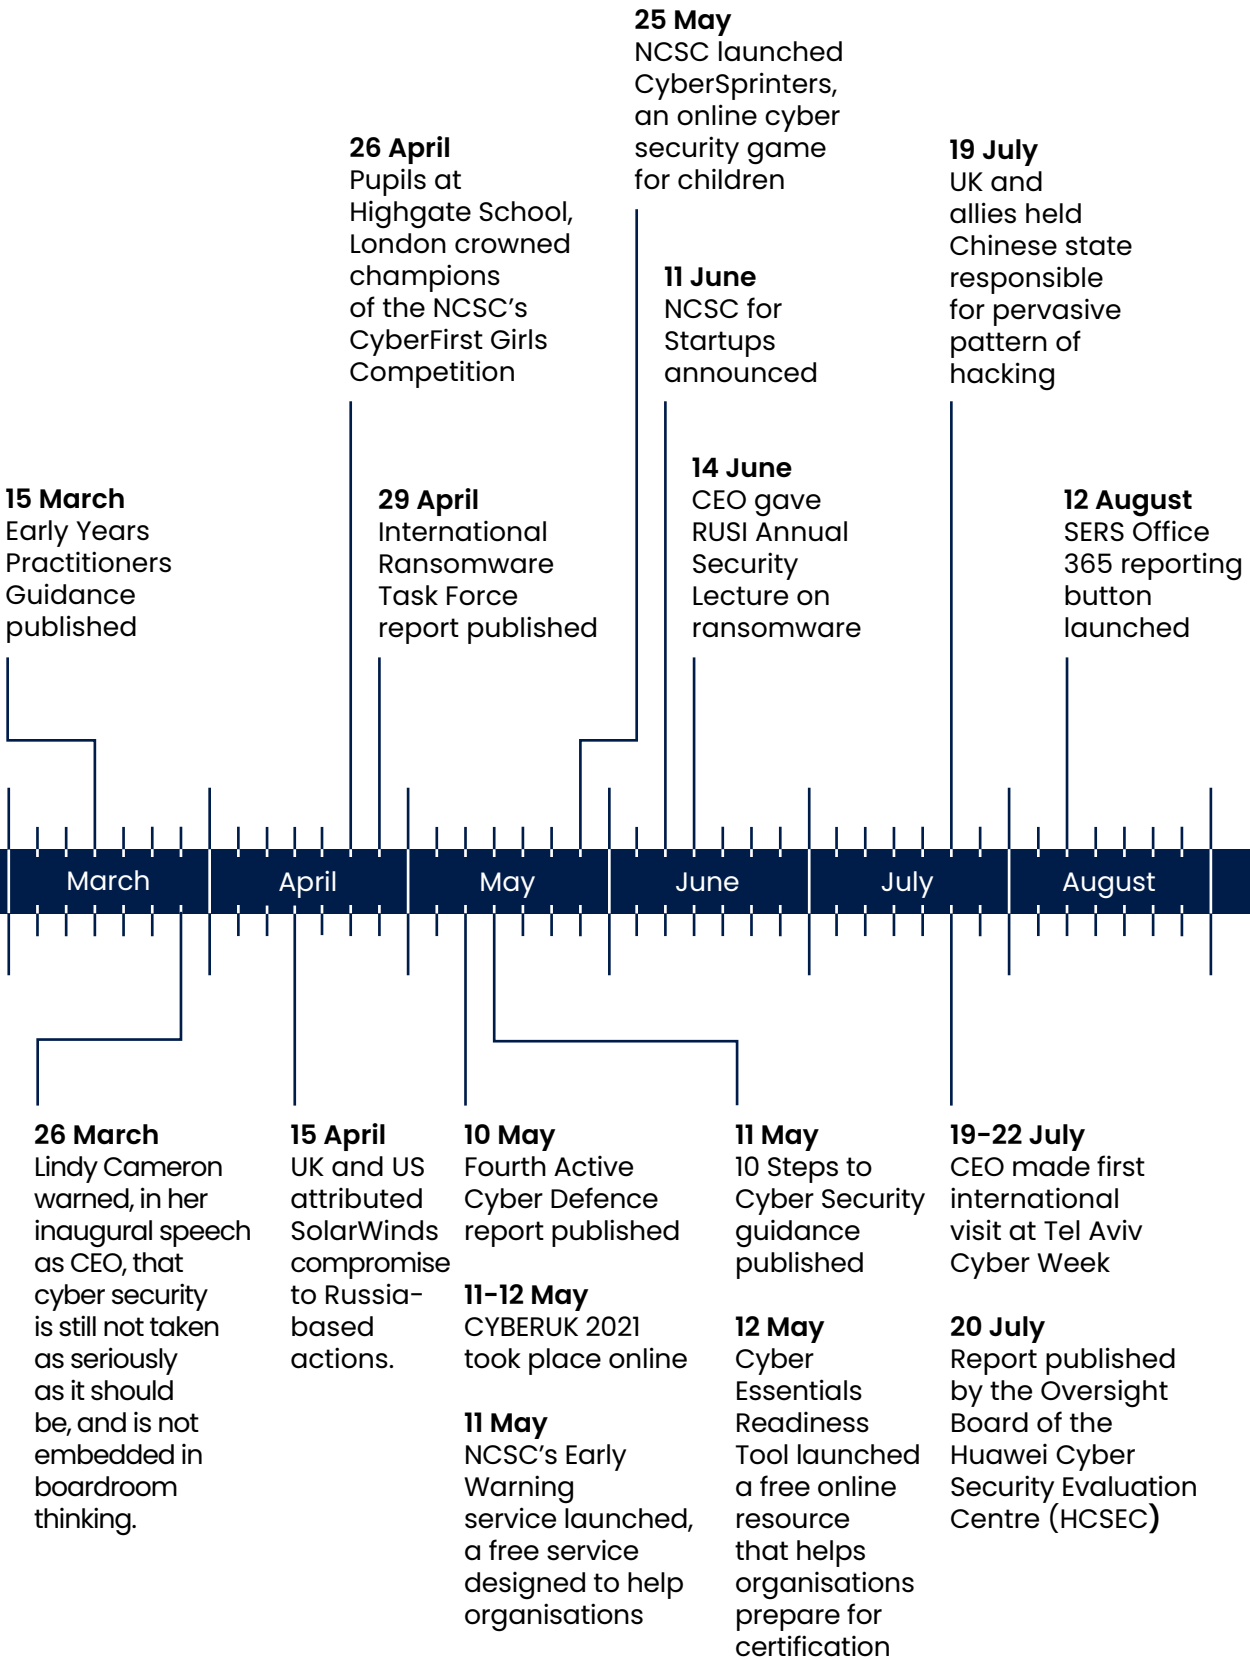 25 May
NCSC launched
CyberSprinters,
an online cyber
security game
for children
26 April
Pupils at
Highgate School,
London crowned
champions
of the NCSC’s
CyberFirst Girls
Competition
19 July
UK and
allies held
Chinese state
responsible
for pervasive
pattern of
hacking
11 June
NCSC for
Startups
announced
15 March
Early Years
Practitioners
Guidance
published
29 April
International
Ransomware
Task Force
report published
14 June
CEO gave
RUSI Annual
Security
Lecture on
ransomware
12 August
SERS Office
365 reporting
button
launched
March
April
May
June
July
August
26 March
Lindy Cameron
warned, in her
inaugural speech
as CEO, that
cyber security
is still not taken
as seriously
as it should
be, and is not
embedded in
boardroom
thinking.
15 April
UK and US
attributed
SolarWinds
compromise
to Russia-
based
actions.
10 May
Fourth Active
Cyber Defence
report published
11-12 May
CYBERUK 2021
took place online
11 May
NCSC’s Early
Warning
service launched,
a free service
designed to help
organisations
11 May
10 Steps to
Cyber Security
guidance
published
12 May
Cyber
Essentials
Readiness
Tool launched
a free online
resource
that helps
organisations
prepare for
certification
19-22 July
CEO made first
international
visit at Tel Aviv
Cyber Week
20 July
Report published
by the Oversight
Board of the
Huawei Cyber
Security Evaluation
Centre (HCSEC)